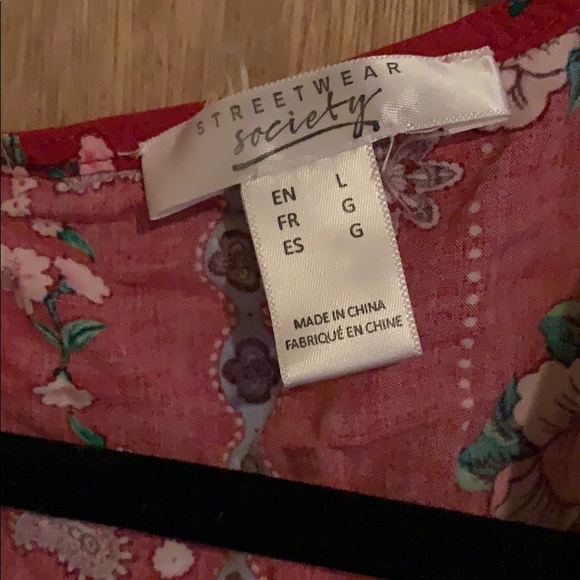 STREETWEAR
society
EN L
FR G
ES G
MADE IN CHINA
FABRIQUÉ EN CHINE